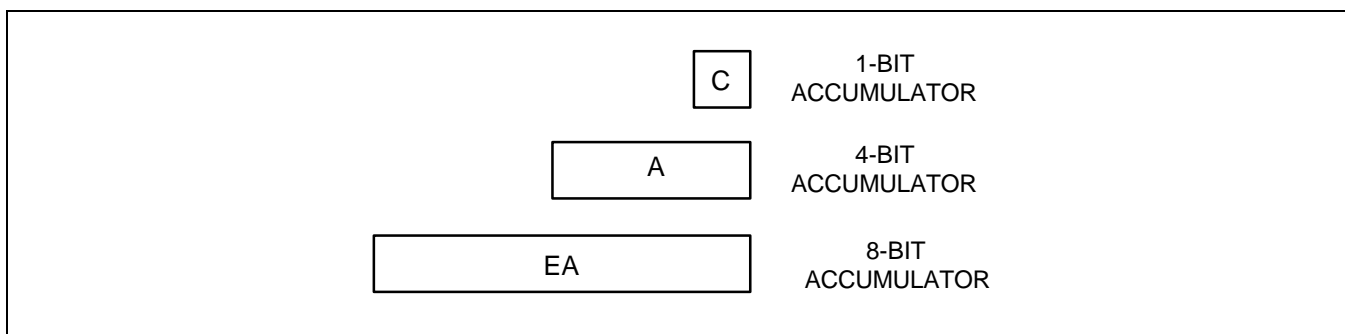 C
1-BIT
ACCUMULATOR
A
4-BIT
ACCUMULATOR
EA
8-BIT
ACCUMULATOR